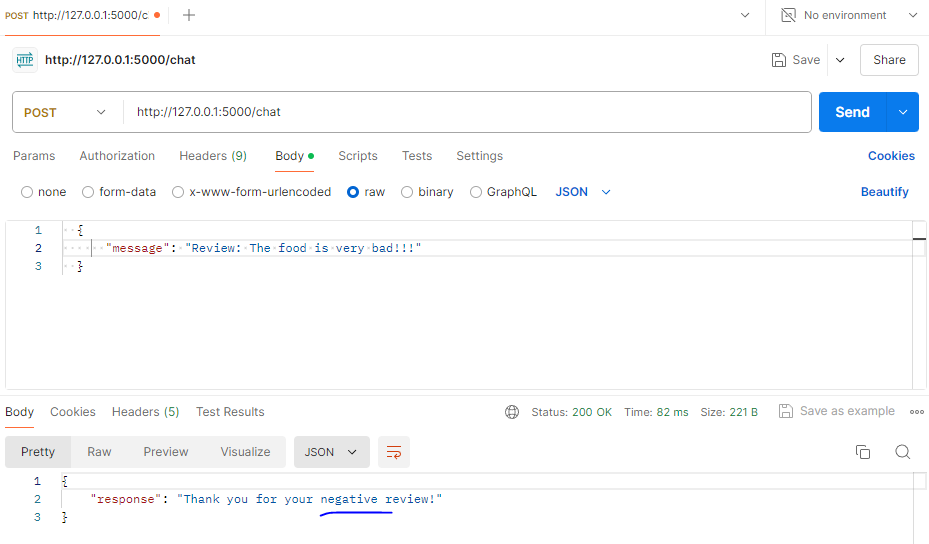 POST http://127.0.0.1:5000/c
No environment
HTTP http://127.0.0.1:5000/chat
Save
Share
POST http://127.0.0.1:5000/chat
Send
Params Authorization Headers (9) Body Scripts Tests Settings Cookies
none form-data x-www-form-urlencoded raw binary GraphQL JSON Beautify
1 {
2 "message": "Review: The food is very bad!!!"
3 }
Body Cookies Headers (5) Test Results Status: 200 OK Time: 82 ms Size: 221 B Save as example
Pretty Raw Preview Visualize JSON
1 {
2 "response": "Thank you for your negative review!"
3 }